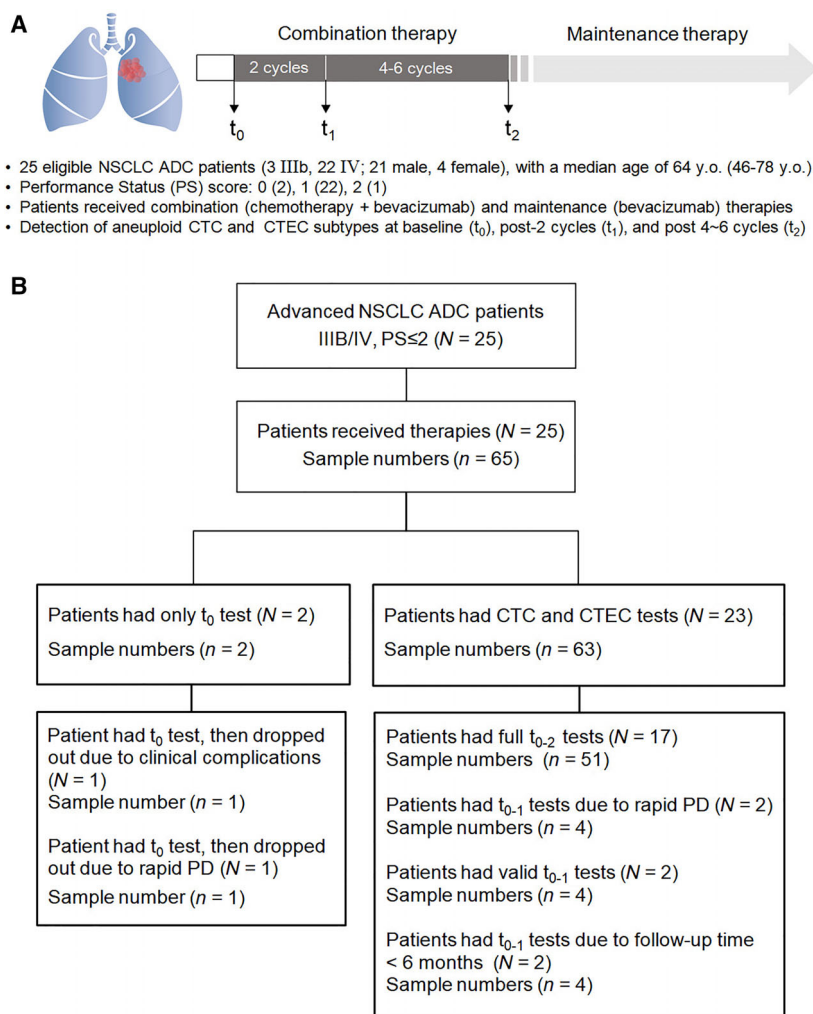 A
Combination therapy
Maintenance therapy
2 cycles
4-6 cycles
t0
t1
t2
• 25 eligible NSCLC ADC patients (3 IIIb, 22 IV; 21 male, 4 female), with a median age of 64 y.o. (46-78 y.o.)
• Performance Status (PS) score: 0 (2), 1 (22), 2 (1)
• Patients received combination (chemotherapy + bevacizumab) and maintenance (bevacizumab) therapies
• Detection of aneuploid CTC and CTEC subtypes at baseline (t0), post-2 cycles (t1), and post 4~6 cycles (t2)
B
Advanced NSCLC ADC patients
IIIB/IV, PS≤2 (N = 25)
Patients received therapies (N = 25)
Sample numbers (n = 65)
Patients had only t0 test (N = 2)
Sample numbers (n = 2)
Patients had CTC and CTEC tests (N = 23)
Sample numbers (n = 63)
Patient had t0 test, then dropped
out due to clinical complications
(N = 1)
Sample number (n = 1)
Patient had t0 test, then dropped
out due to rapid PD (N = 1)
Sample number (n = 1)
Patients had full t0-2 tests (N = 17)
Sample numbers (n = 51)
Patients had t0-1 tests due to rapid PD (N = 2)
Sample numbers (n = 4)
Patients had valid t0-1 tests (N = 2)
Sample numbers (n = 4)
Patients had t0-1 tests due to follow-up time
< 6 months (N = 2)
Sample numbers (n = 4)